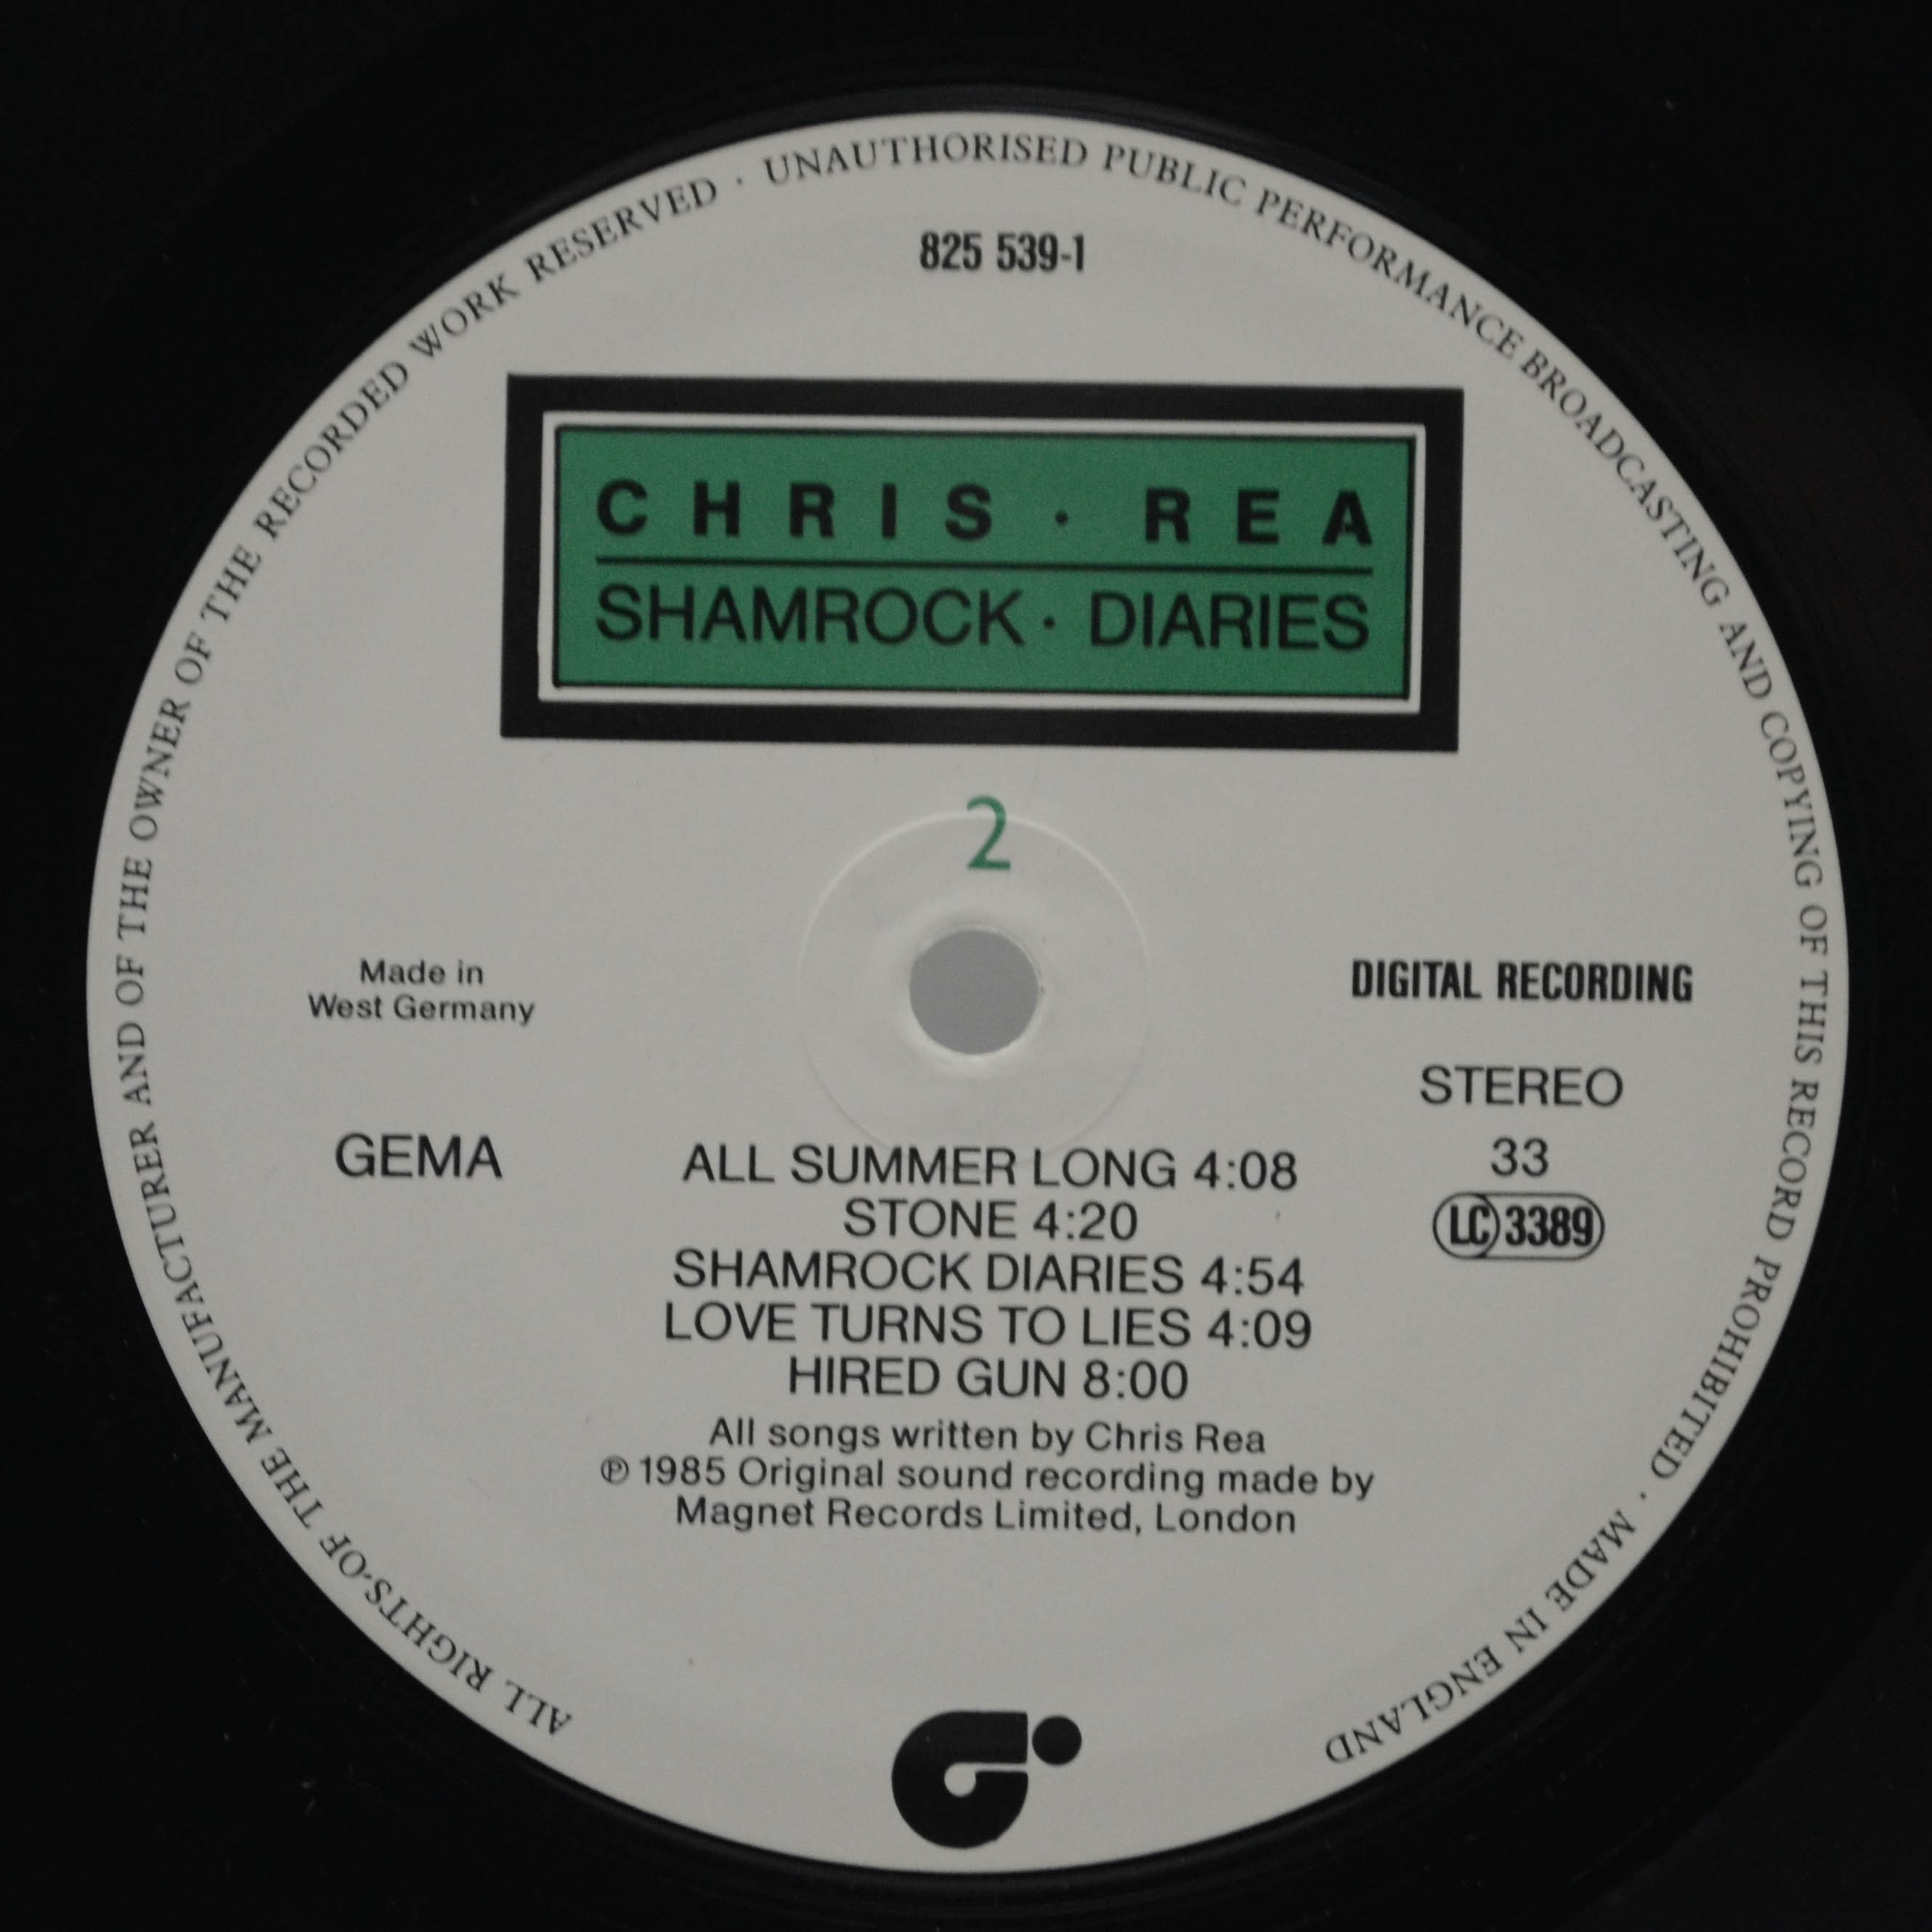 ALL RIGHTS·OF THE MANUFACTURER AND OF THE OWNER OF THE RECORDED WORK RESERVED · UNAUTHORISED PUBLIC PERFORMANCE BROADCASTING AND COPYING OF THIS RECORD PROHIBITED · MADE IN ENGLAND
825 539-1
CHRIS · REA
SHAMROCK · DIARIES
2
Made in
West Germany
DIGITAL RECORDING
STEREO
GEMA
33
LC 3389
ALL SUMMER LONG 4:08
STONE 4:20
SHAMROCK DIARIES 4:54
LOVE TURNS TO LIES 4:09
HIRED GUN 8:00
All songs written by Chris Rea
℗ 1985 Original sound recording made by
Magnet Records Limited, London